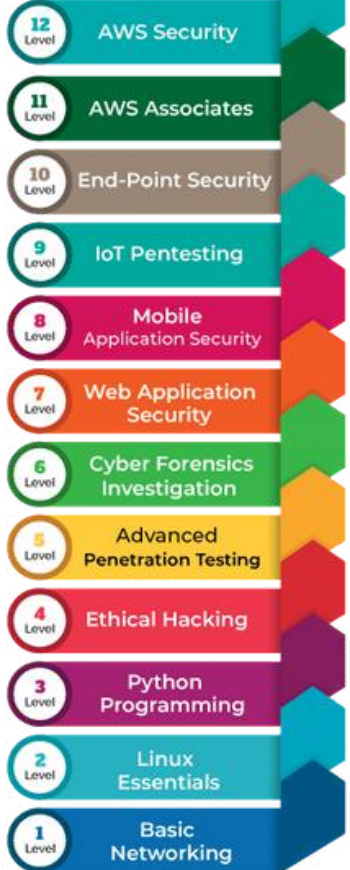 12
Level
AWS Security
11
Level
AWS Associates
10
Level
End-Point Security
9
Level
IoT Pentesting
8
Level
Mobile
Application Security
7
Level
Web Application
Security
6
Level
Cyber Forensics
Investigation
5
Level
Advanced
Penetration Testing
4
Level
Ethical Hacking
3
Level
Python
Programming
2
Level
Linux
Essentials
1
Level
Basic
Networking